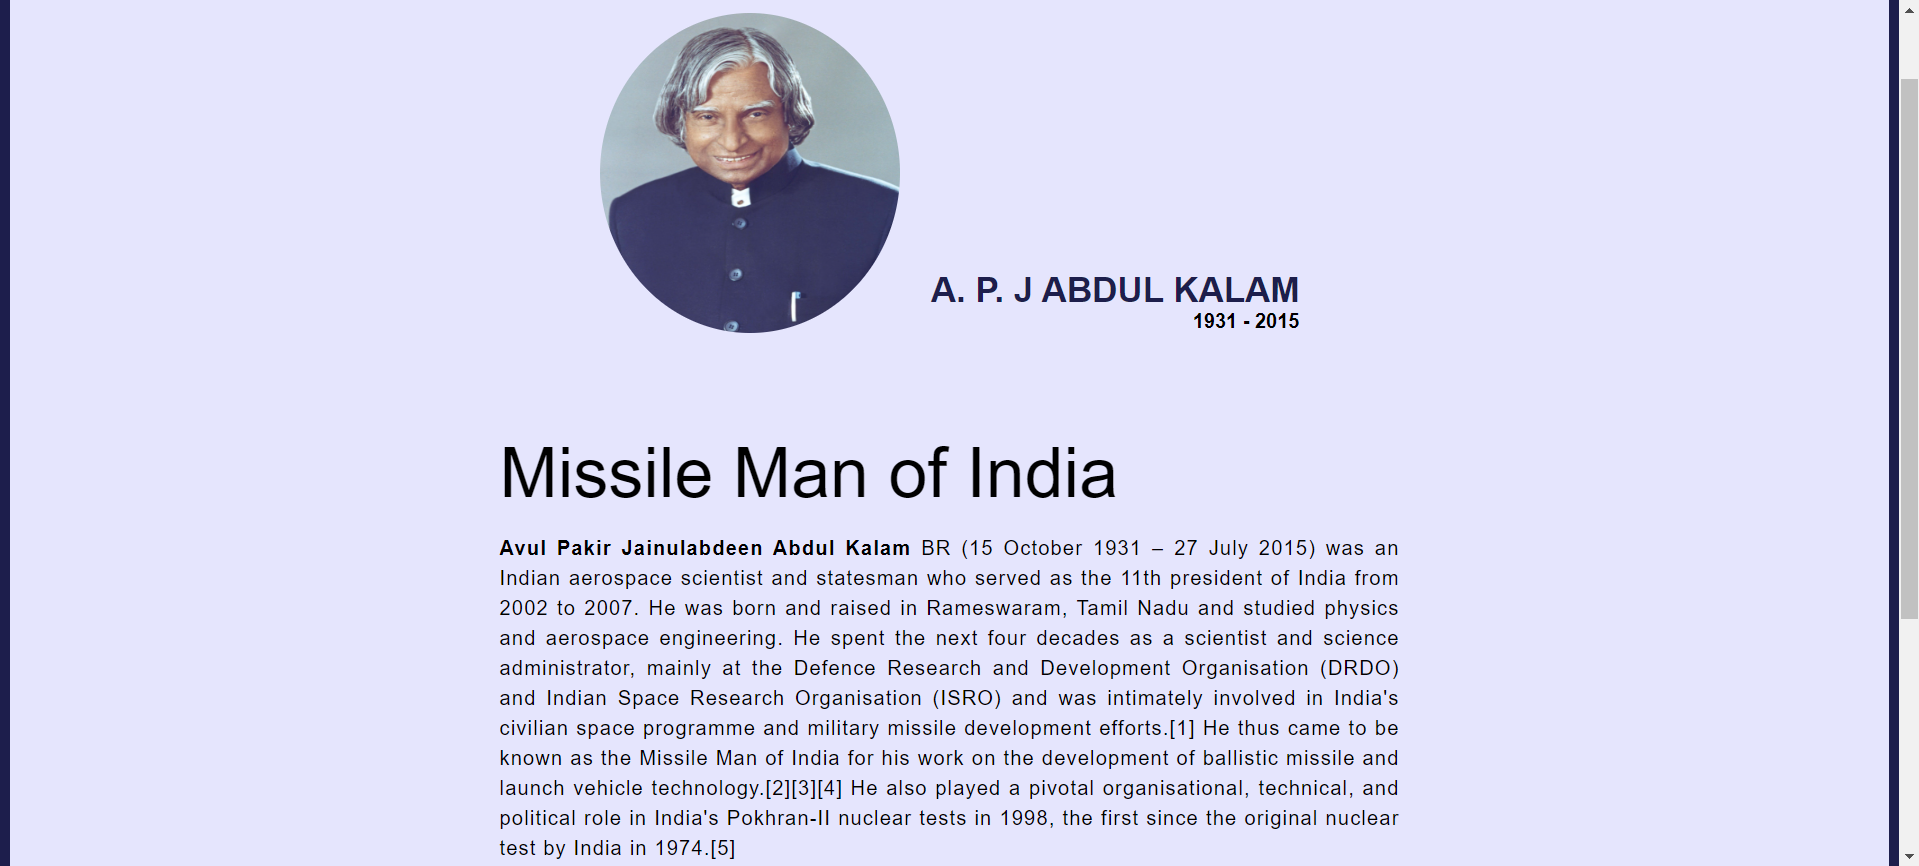 A. P. J ABDUL KALAM
1931 - 2015
Missile Man of India
Avul Pakir Jainulabdeen Abdul Kalam BR (15 October 1931 – 27 July 2015) was an
Indian aerospace scientist and statesman who served as the 11th president of India from
2002 to 2007. He was born and raised in Rameswaram, Tamil Nadu and studied physics
and aerospace engineering. He spent the next four decades as a scientist and science
administrator, mainly at the Defence Research and Development Organisation (DRDO)
and Indian Space Research Organisation (ISRO) and was intimately involved in India's
civilian space programme and military missile development efforts.[1] He thus came to be
known as the Missile Man of India for his work on the development of ballistic missile and
launch vehicle technology.[2][3][4] He also played a pivotal organisational, technical, and
political role in India's Pokhran-II nuclear tests in 1998, the first since the original nuclear
test by India in 1974.[5]